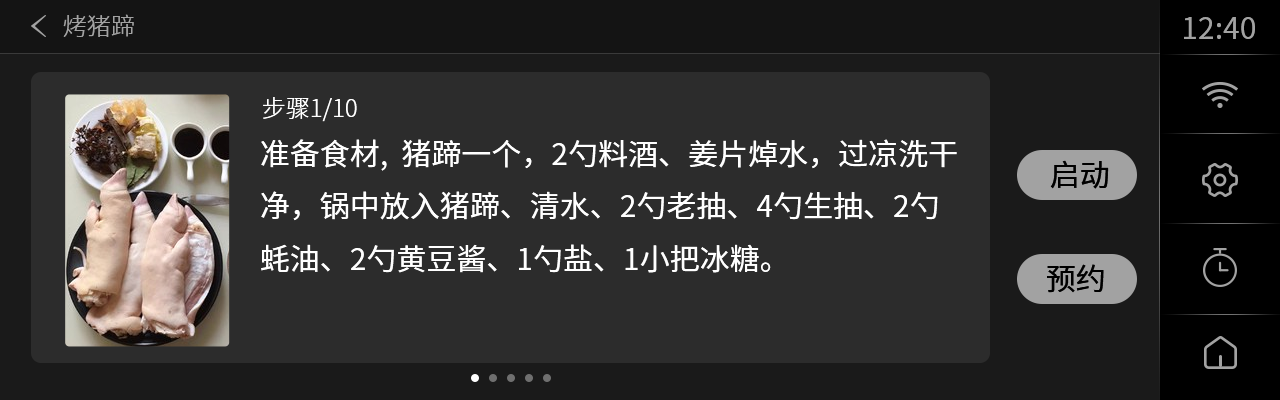 烤猪蹄
12:40
步骤1/10
准备食材, 猪蹄一个，2勺料酒、姜片焯水，过凉洗干
净，锅中放入猪蹄、清水、2勺老抽、4勺生抽、2勺
蚝油、2勺黄豆酱、1勺盐、1小把冰糖。
启动
预约